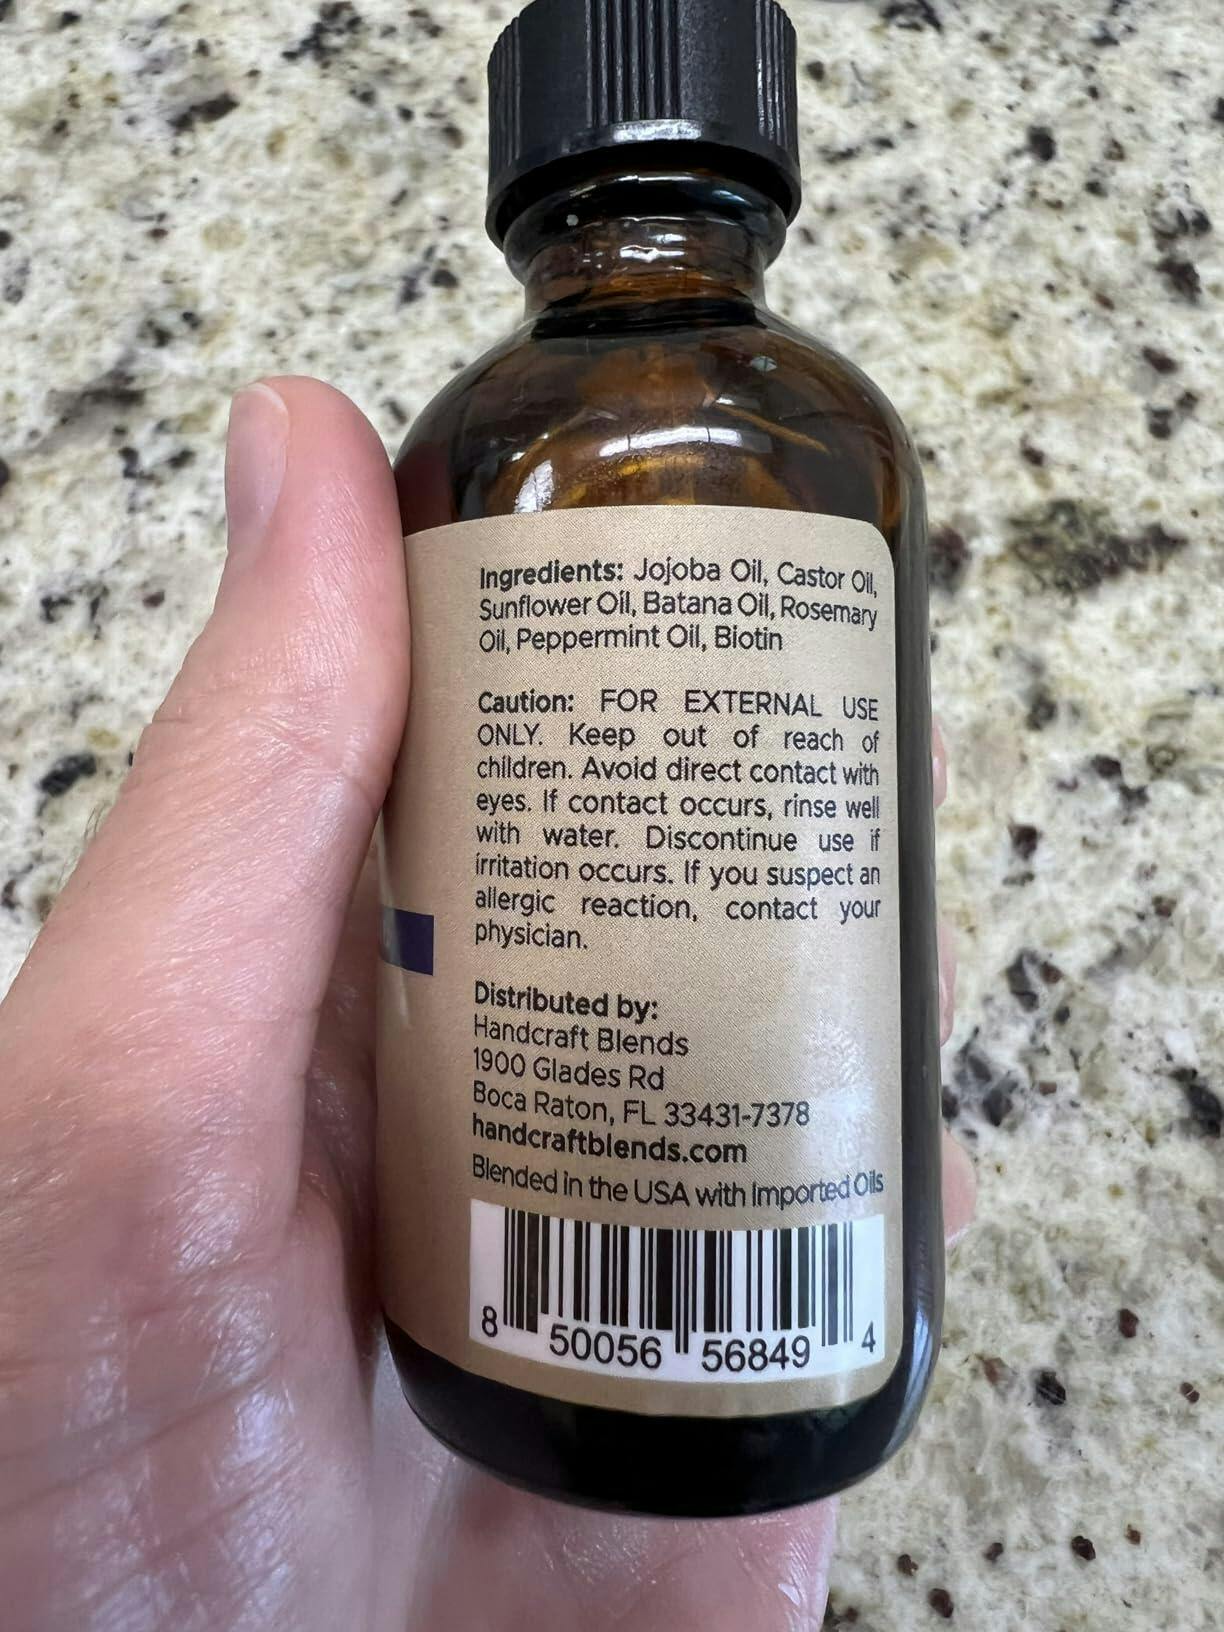 Ingredients: Jojoba Oil, Castor Oil,
Sunflower Oil, Batana Oil, Rosemary
Oil, Peppermint Oil, Biotin
Caution: FOR EXTERNAL USE
ONLY. Keep out of reach of
children. Avoid direct contact with
eyes. If contact occurs, rinse well
with water. Discontinue use if
irritation occurs. If you suspect an
allergic reaction, contact your
physician.
Distributed by:
Handcraft Blends
1900 Glades Rd
Boca Raton, FL 33431-7378
handcraftblends.com
Blended in the USA with Imported Oils
8 50056 56849 4